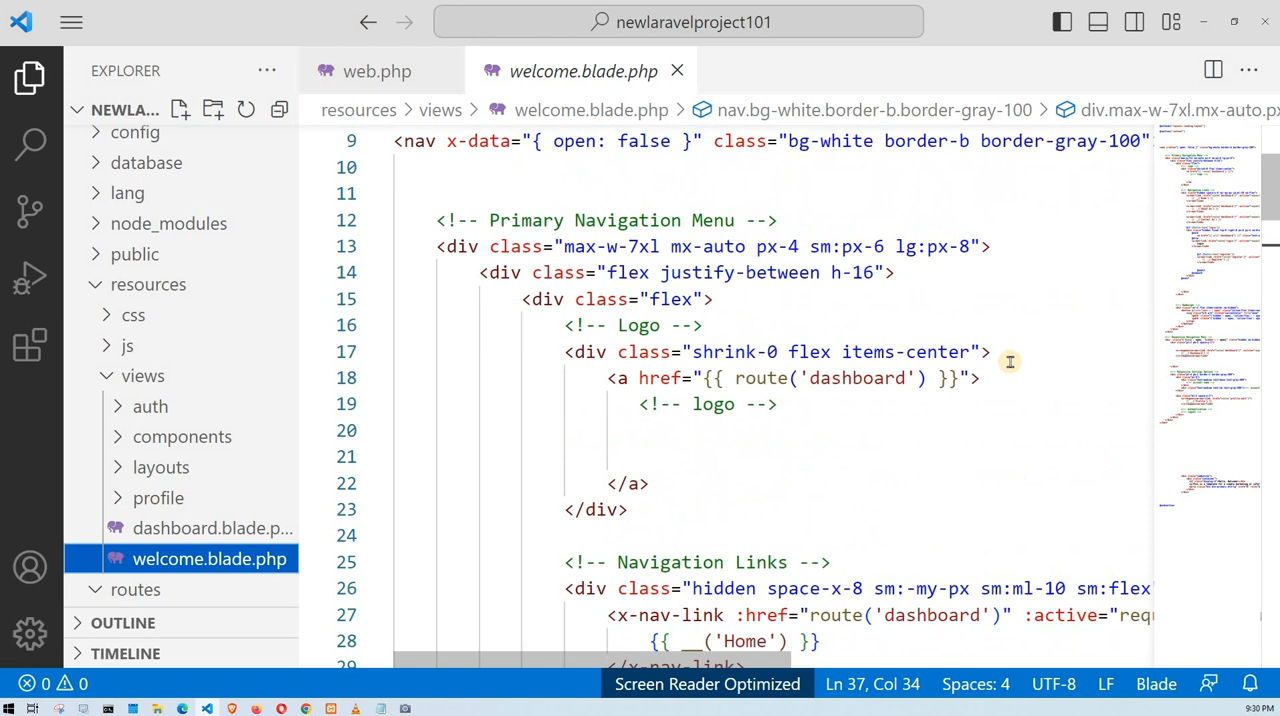 newlaravelproject101
EXPLORER
web.php
welcome.blade.php
NEWLA...
resources > views > welcome.blade.php > nav.bg-white.border-b.border-gray-100 > div.max-w-7xl.mx-auto.px
config
database
lang
node_modules
public
resources
css
js
views
auth
components
layouts
profile
dashboard.blade.p...
welcome.blade.php
routes
OUTLINE
TIMELINE
9 <nav x-data="{ open: false }" class="bg-white border-b border-gray-100"
10
11
12 <!-- Primary Navigation Menu -->
13 <div class="max-w-7xl mx-auto px-4 sm:px-6 lg:px-8">
14 <div class="flex justify-between h-16">
15 <div class="flex">
16 <!-- Logo -->
17 <div class="shrink-0 flex items-center">
18 <a href="{{ route('dashboard') }}">
19 <!-- logo
20
21
22 </a>
23 </div>
24
25 <!-- Navigation Links -->
26 <div class="hidden space-x-8 sm:-my-px sm:ml-10 sm:flex
27 <x-nav-link :href="route('dashboard')" :active="requ
28 {{ __('Home') }}
29 </x-nav-link>
0 0
Screen Reader Optimized
Ln 37, Col 34
Spaces: 4
UTF-8
LF
Blade
9:30 PM